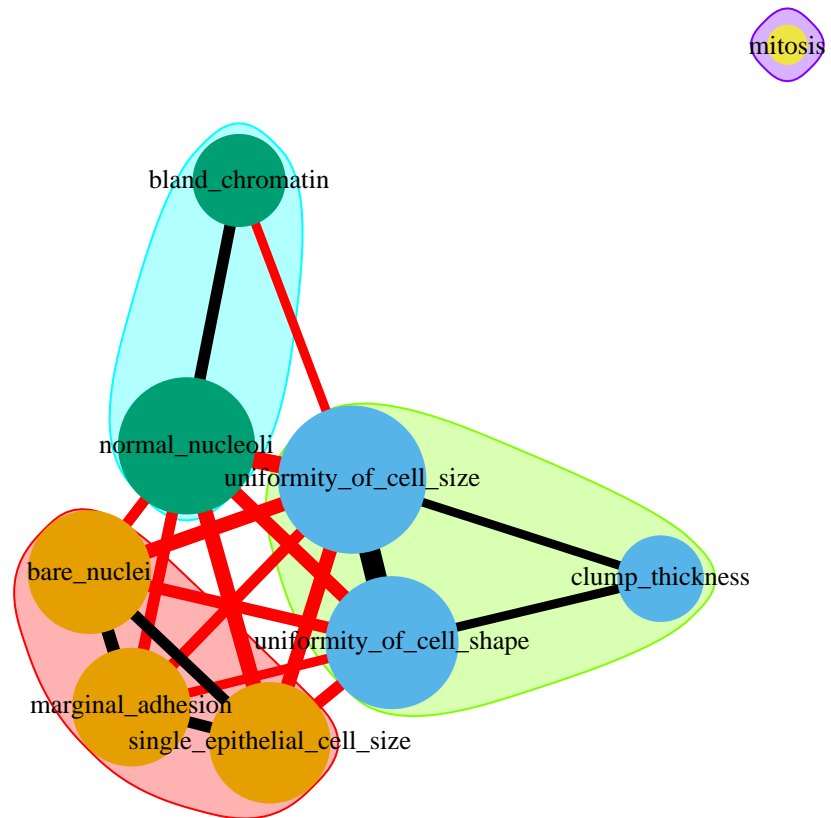 mitosis
bland_chromatin
normal_nucleoli
uniformity_of_cell_size
bare_nuclei
clump_thickness
uniformity_of_cell_shape
marginal_adhesion
single_epithelial_cell_size